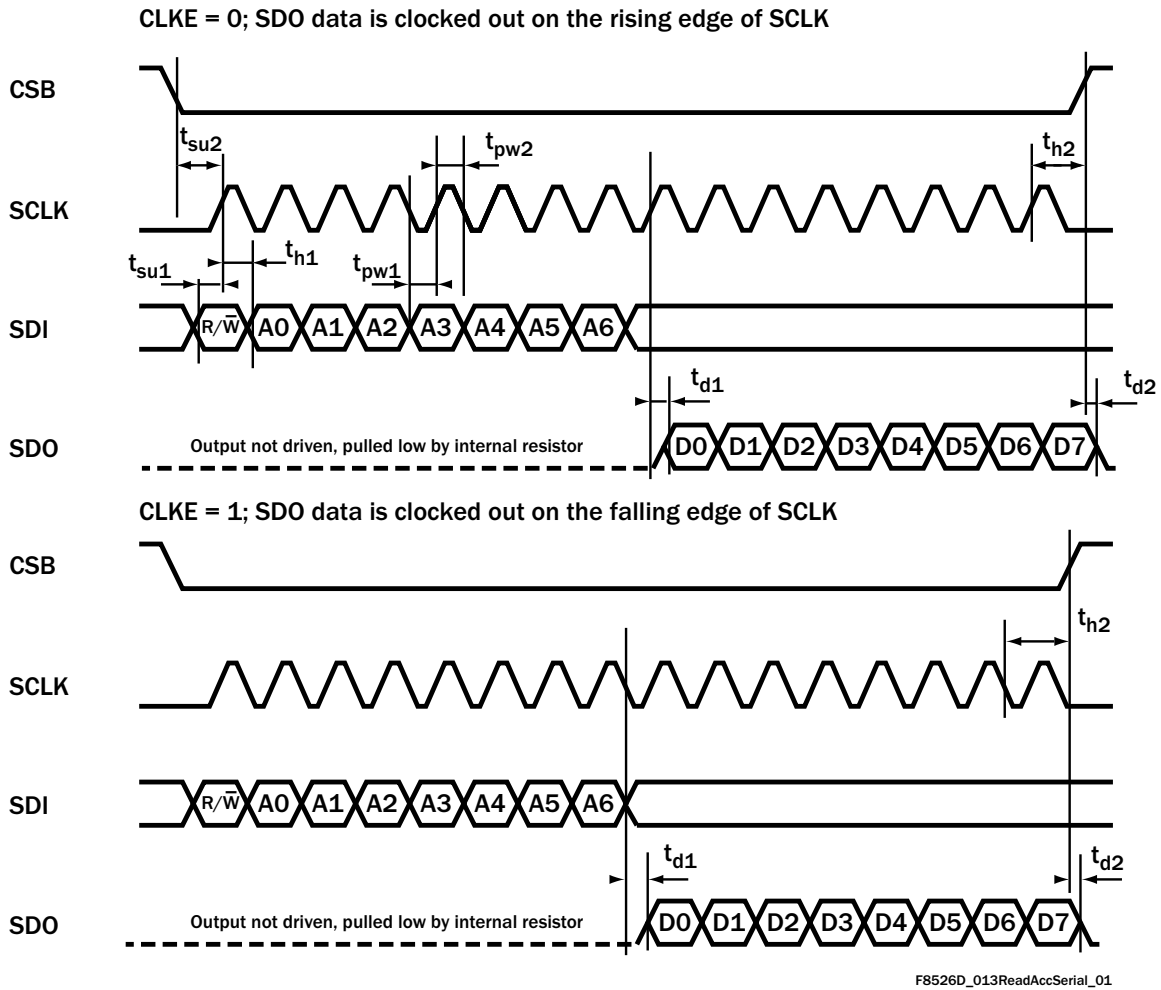 CLKE = 0; SDO data is clocked out on the rising edge of SCLK
CSB
tsu2
tpw2
th2
SCLK
tsu1
th1
tpw1
SDI
R/W̅ A0 A1 A2 A3 A4 A5 A6
td1
td2
SDO
Output not driven, pulled low by internal resistor
D0 D1 D2 D3 D4 D5 D6 D7
CLKE = 1; SDO data is clocked out on the falling edge of SCLK
CSB
th2
SCLK
SDI
R/W̅ A0 A1 A2 A3 A4 A5 A6
td1
td2
SDO
Output not driven, pulled low by internal resistor
D0 D1 D2 D3 D4 D5 D6 D7
F8526D_013ReadAccSerial_01